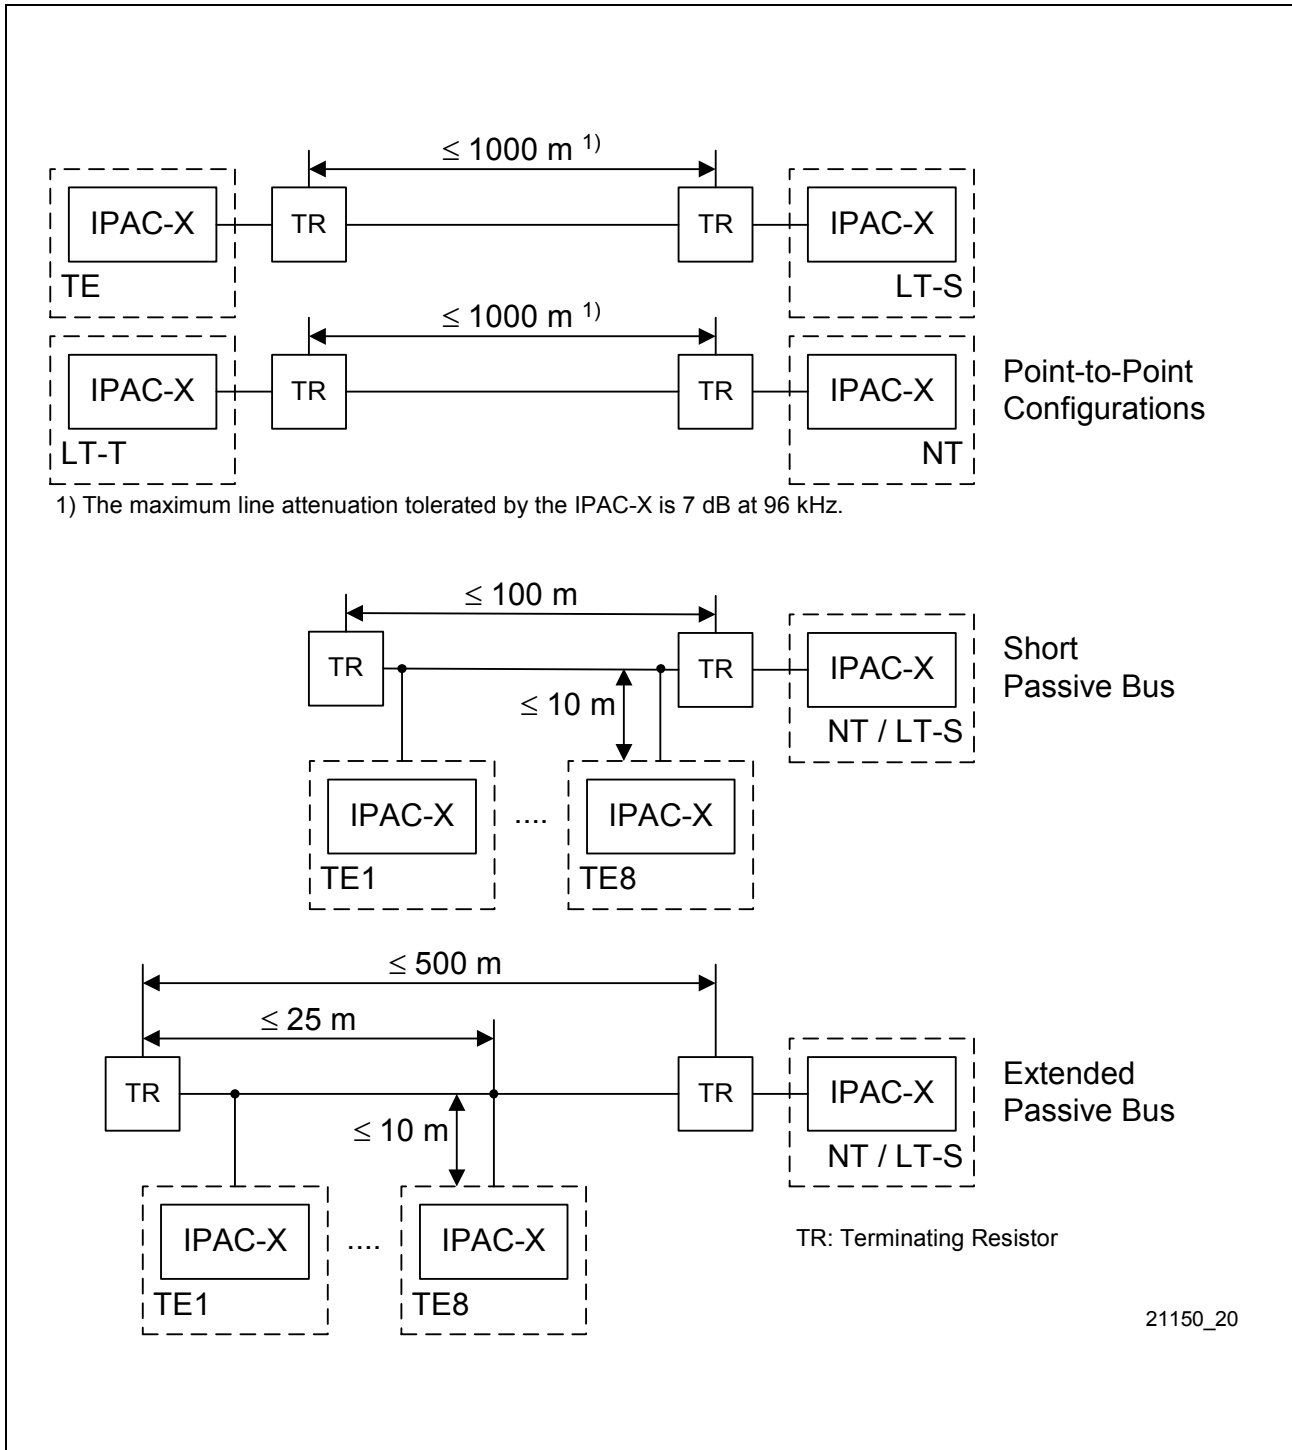 ≤ 1000 m 1)
IPAC-X TR TR IPAC-X
TE LT-S
≤ 1000 m 1)
IPAC-X TR TR IPAC-X
LT-T NT
Point-to-Point
Configurations
1) The maximum line attenuation tolerated by the IPAC-X is 7 dB at 96 kHz.
≤ 100 m
TR TR IPAC-X
≤ 10 m
NT / LT-S
Short
Passive Bus
IPAC-X .... IPAC-X
TE1 TE8
≤ 500 m
≤ 25 m
TR TR IPAC-X
≤ 10 m
NT / LT-S
Extended
Passive Bus
IPAC-X .... IPAC-X
TE1 TE8
TR: Terminating Resistor
21150_20